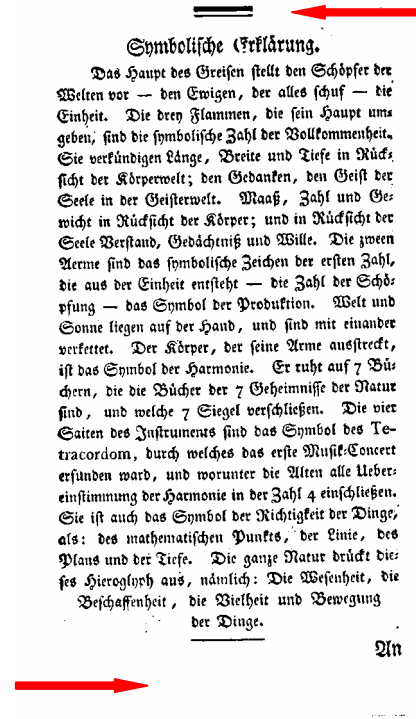 Symbolische Erklärung.
Das Haupt des Greisen stellt den Schöpfer der
Welten vor — den Ewigen, der alles schuf — die
Einheit. Die drey Flammen, die sein Haupt um-
geben, sind die symbolische Zahl der Vollkommenheit.
Sie verkündigen Länge, Breite und Tiefe in Rück-
sicht der Körperwelt; den Gedanken, den Geist der
Seele in der Geisterwelt. Maaß, Zahl und Ge-
wicht in Rücksicht der Körper; und in Rücksicht der
Seele Verstand, Gedächtniß und Wille. Die zween
Aerme sind das symbolische Zeichen der ersten Zahl,
die aus der Einheit entsteht — die Zahl der Schö-
pfung — das Symbol der Produktion. Welt und
Sonne liegen auf der Hand, und sind mit einander
verkettet. Der Körper, der seine Arme ausstreckt,
ist das Symbol der Harmonie. Er ruht auf 7 Bü-
chern, die die Bücher der 7 Geheimnisse der Natur
sind, und welche 7 Siegel verschließen. Die vier
Saiten des Instruments sind das Symbol des Te-
tracordom, durch welches das erste Musik-Concert
erfunden ward, und worunter die Alten alle Ueber-
einstimmung der Harmonie in der Zahl 4 einschließen.
Sie ist auch das Symbol der Richtigkeit der Dinge,
als: des mathematischen Punkts, der Linie, des
Plans und der Tiefe. Die ganze Natur drückt die-
ses Hieroglyph aus, nämlich: Die Wesenheit, die
Beschaffenheit, die Vielheit und Bewegung
der Dinge.
An